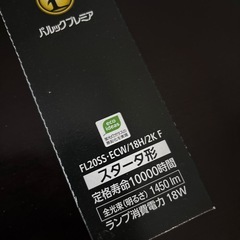 パルックプレミア
FL20SS·ECW/18H/2K F
スタータ形
定格寿命10000時間
全光束(明るさ) 1450 lm
ランプ消費電力 18W